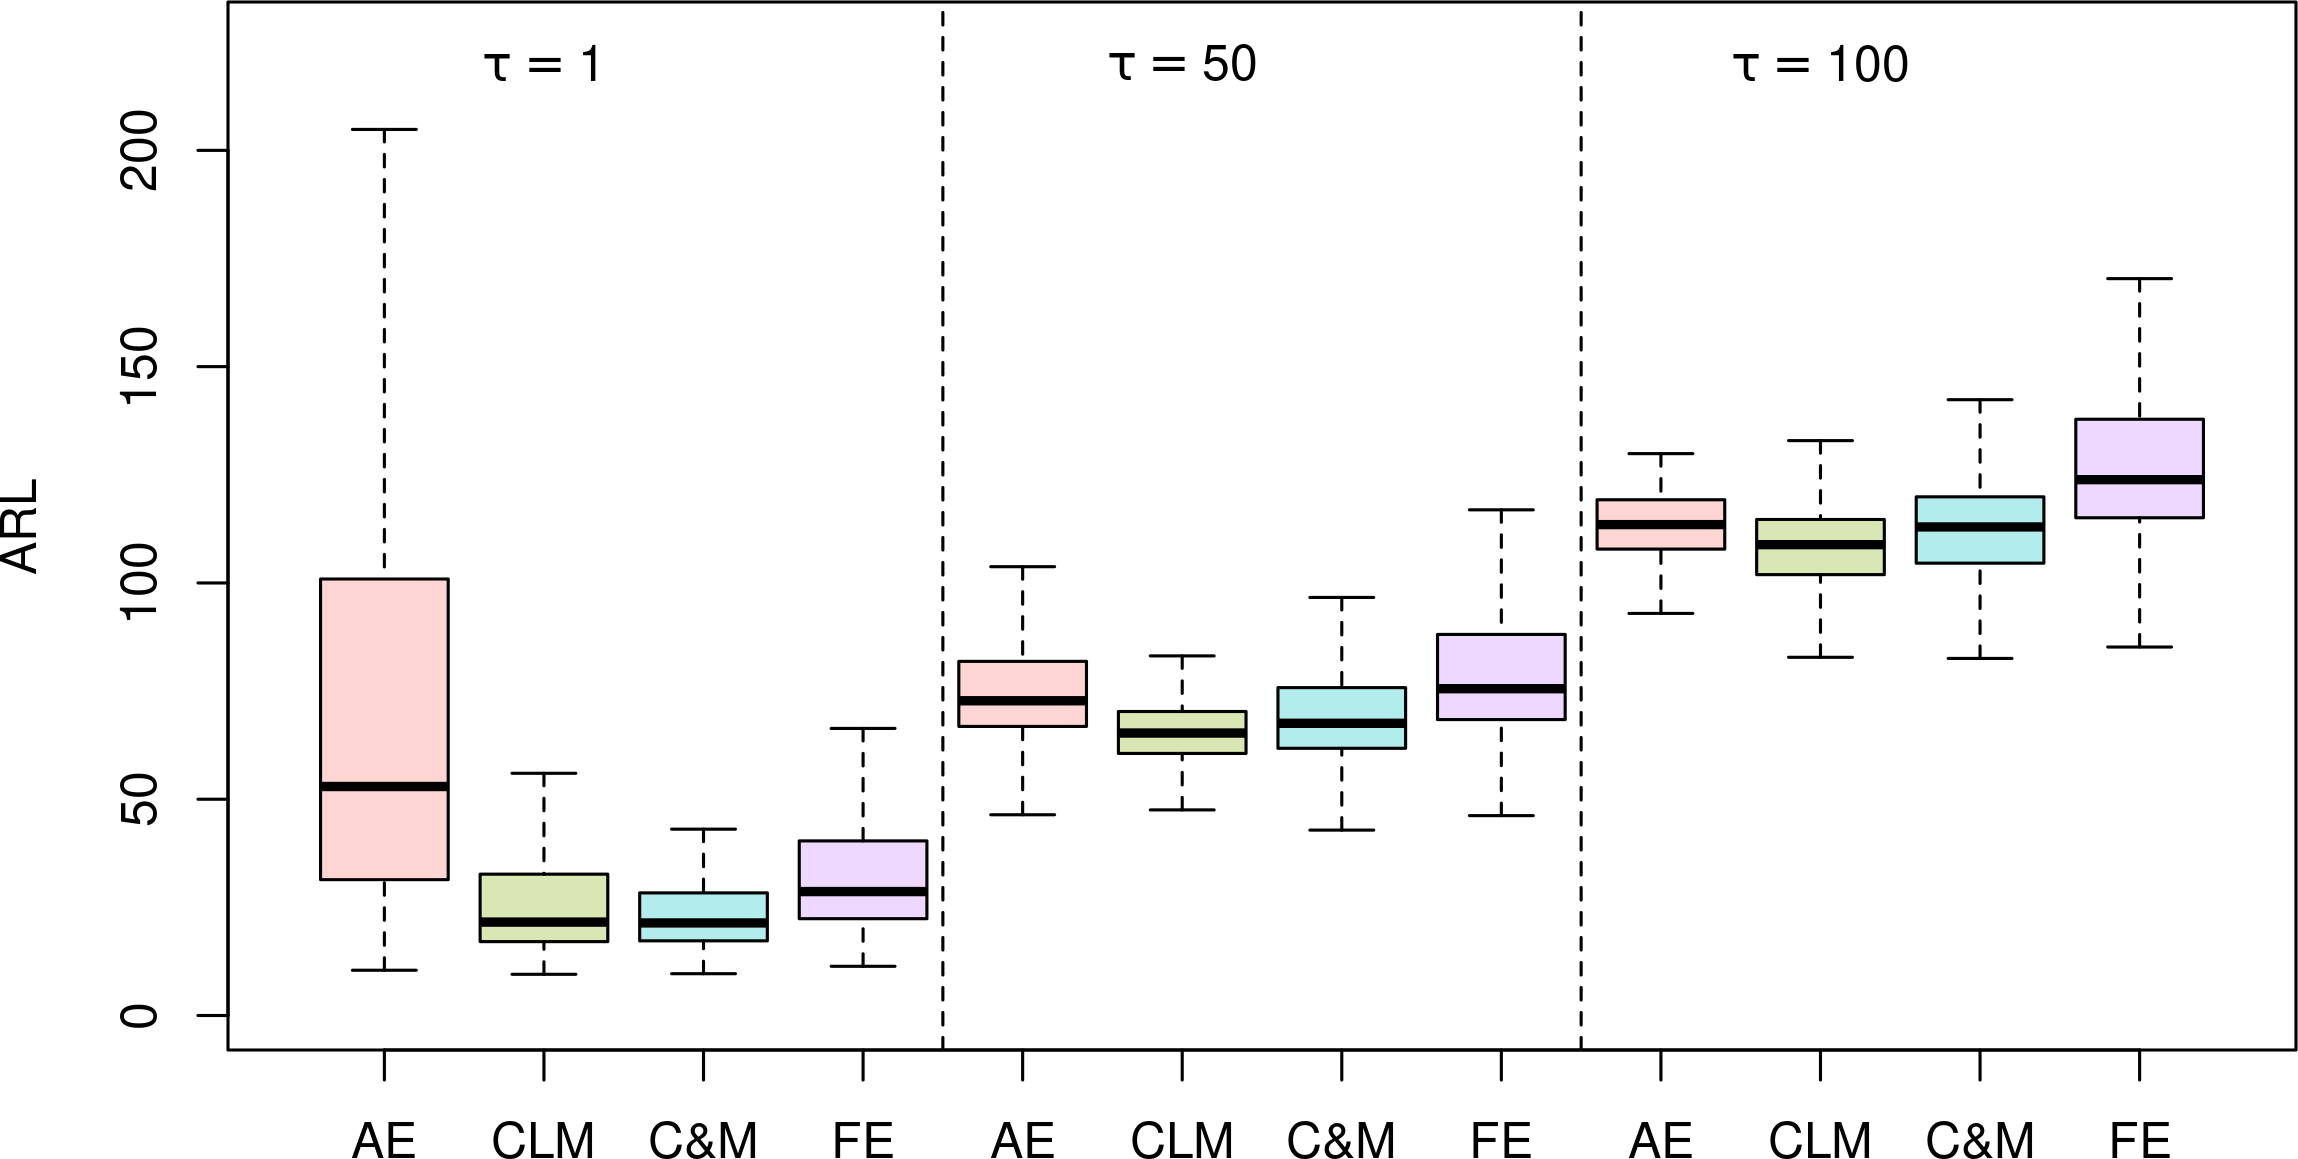 τ = 1
τ = 50
τ = 100
ARL
200
150
100
50
0
AE CLM C&M FE AE CLM C&M FE AE CLM C&M FE